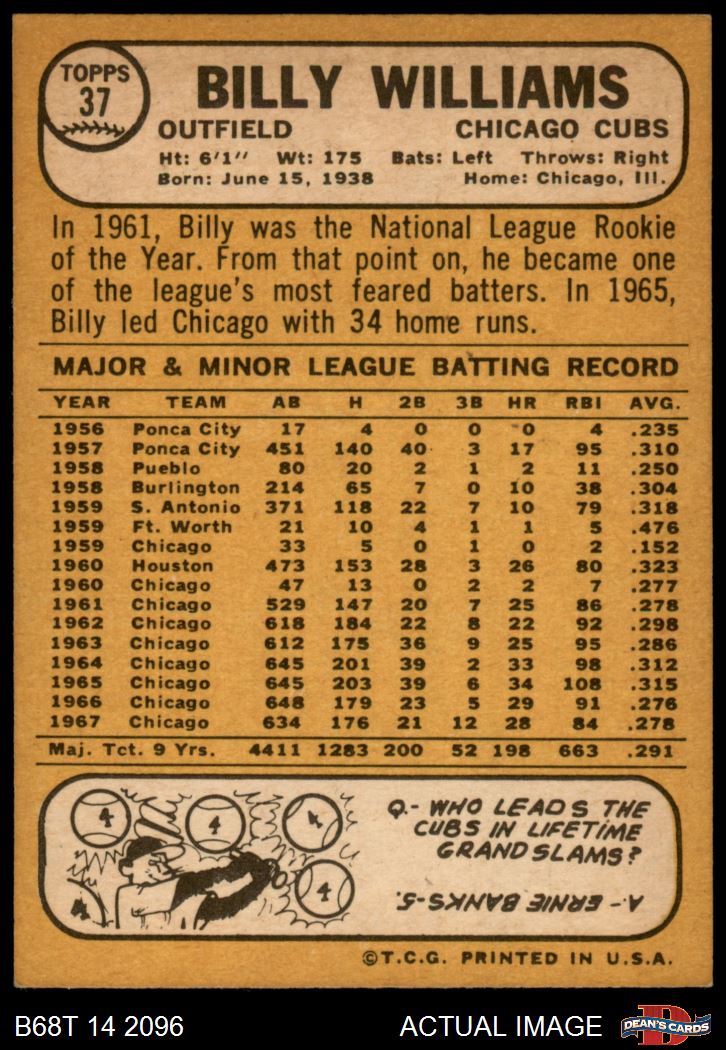 TOPPS
37
BILLY WILLIAMS
OUTFIELD CHICAGO CUBS
Ht: 6'1" Wt: 175 Bats: Left Throws: Right
Born: June 15, 1938 Home: Chicago, Ill.
In 1961, Billy was the National League Rookie
of the Year. From that point on, he became one
of the league's most feared batters. In 1965,
Billy led Chicago with 34 home runs.
MAJOR & MINOR LEAGUE BATTING RECORD
YEAR TEAM AB H 2B 3B HR RBI AVG.
1956 Ponca City 17 4 0 0 0 4 .235
1957 Ponca City 451 140 40 3 17 95 .310
1958 Pueblo 80 20 2 1 2 11 .250
1958 Burlington 214 65 7 0 10 38 .304
1959 S. Antonio 371 118 22 7 10 79 .318
1959 Ft. Worth 21 10 4 1 1 5 .476
1959 Chicago 33 5 0 1 0 2 .152
1960 Houston 473 153 28 3 26 80 .323
1960 Chicago 47 13 0 2 2 7 .277
1961 Chicago 529 147 20 7 25 86 .278
1962 Chicago 618 184 22 8 22 92 .298
1963 Chicago 612 175 36 9 25 95 .286
1964 Chicago 645 201 39 2 33 98 .312
1965 Chicago 645 203 39 6 34 108 .315
1966 Chicago 648 179 23 5 29 91 .276
1967 Chicago 634 176 21 12 28 84 .278
Maj. Tct. 9 Yrs. 4411 1283 200 52 198 663 .291
4 4 4
4 4
Q.- WHO LEADS THE
CUBS IN LIFETIME
GRAND SLAMS?
A- ERNIE BANKS-5.
©T.C.G. PRINTED IN U.S.A.
B68T 14 2096 ACTUAL IMAGE D DEAN'S CARDS